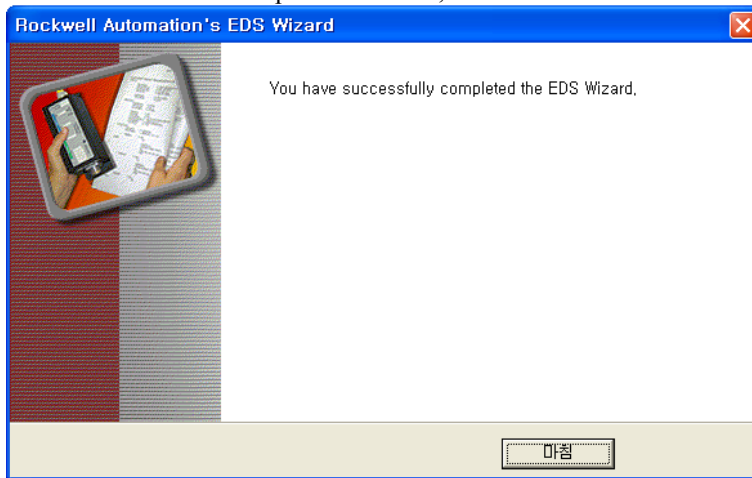 Rockwell Automation's EDS Wizard
You have successfully completed the EDS Wizard.
마침